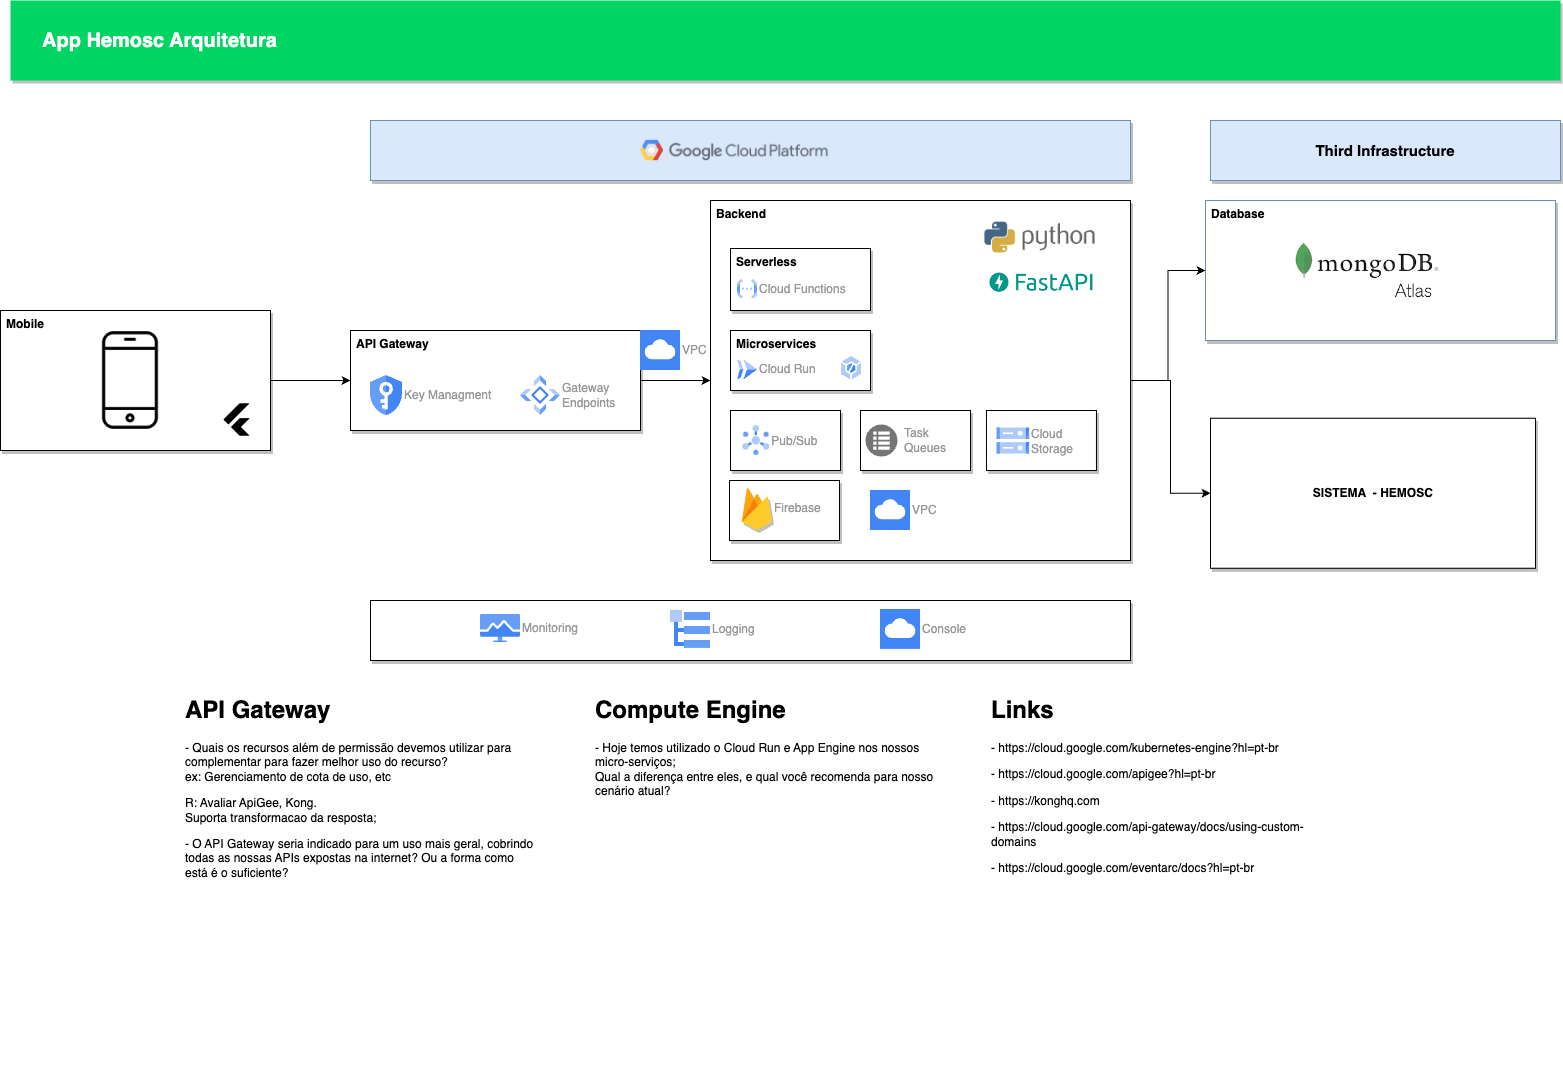 App Hemosc Arquitetura
Google Cloud Platform
Third Infrastructure
Mobile
API Gateway
Key Managment
Gateway
Endpoints
VPC
Backend
python
FastAPI
Serverless
Cloud Functions
Microservices
Cloud Run
Pub/Sub
Task
Queues
Cloud
Storage
Firebase
VPC
Database
mongoDB.
Atlas
SISTEMA - HEMOSC
Monitoring
Logging
Console
API Gateway
- Quais os recursos além de permissão devemos utilizar para
complementar para fazer melhor uso do recurso?
ex: Gerenciamento de cota de uso, etc
R: Avaliar ApiGee, Kong.
Suporta transformacao da resposta;
- O API Gateway seria indicado para um uso mais geral, cobrindo
todas as nossas APIs expostas na internet? Ou a forma como
está é o suficiente?
Compute Engine
- Hoje temos utilizado o Cloud Run e App Engine nos nossos
micro-serviços;
Qual a diferença entre eles, e qual você recomenda para nosso
cenário atual?
Links
- https://cloud.google.com/kubernetes-engine?hl=pt-br
- https://cloud.google.com/apigee?hl=pt-br
- https://konghq.com
- https://cloud.google.com/api-gateway/docs/using-custom-
domains
- https://cloud.google.com/eventarc/docs?hl=pt-br